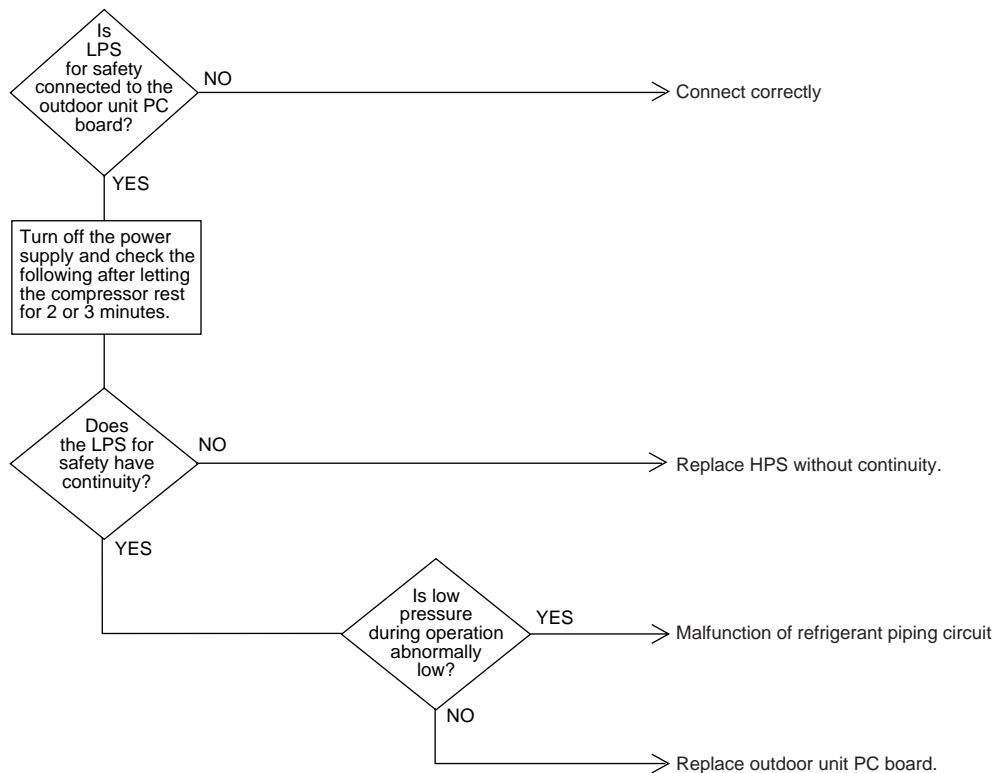 Is
LPS
for safety
connected to the
outdoor unit PC
board?
NO
Connect correctly
YES
Turn off the power
supply and check the
following after letting
the compressor rest
for 2 or 3 minutes.
Does
the LPS for
safety have
continuity?
NO
Replace HPS without continuity.
YES
Is low
pressure
during operation
abnormally
low?
YES
Malfunction of refrigerant piping circuit
NO
Replace outdoor unit PC board.